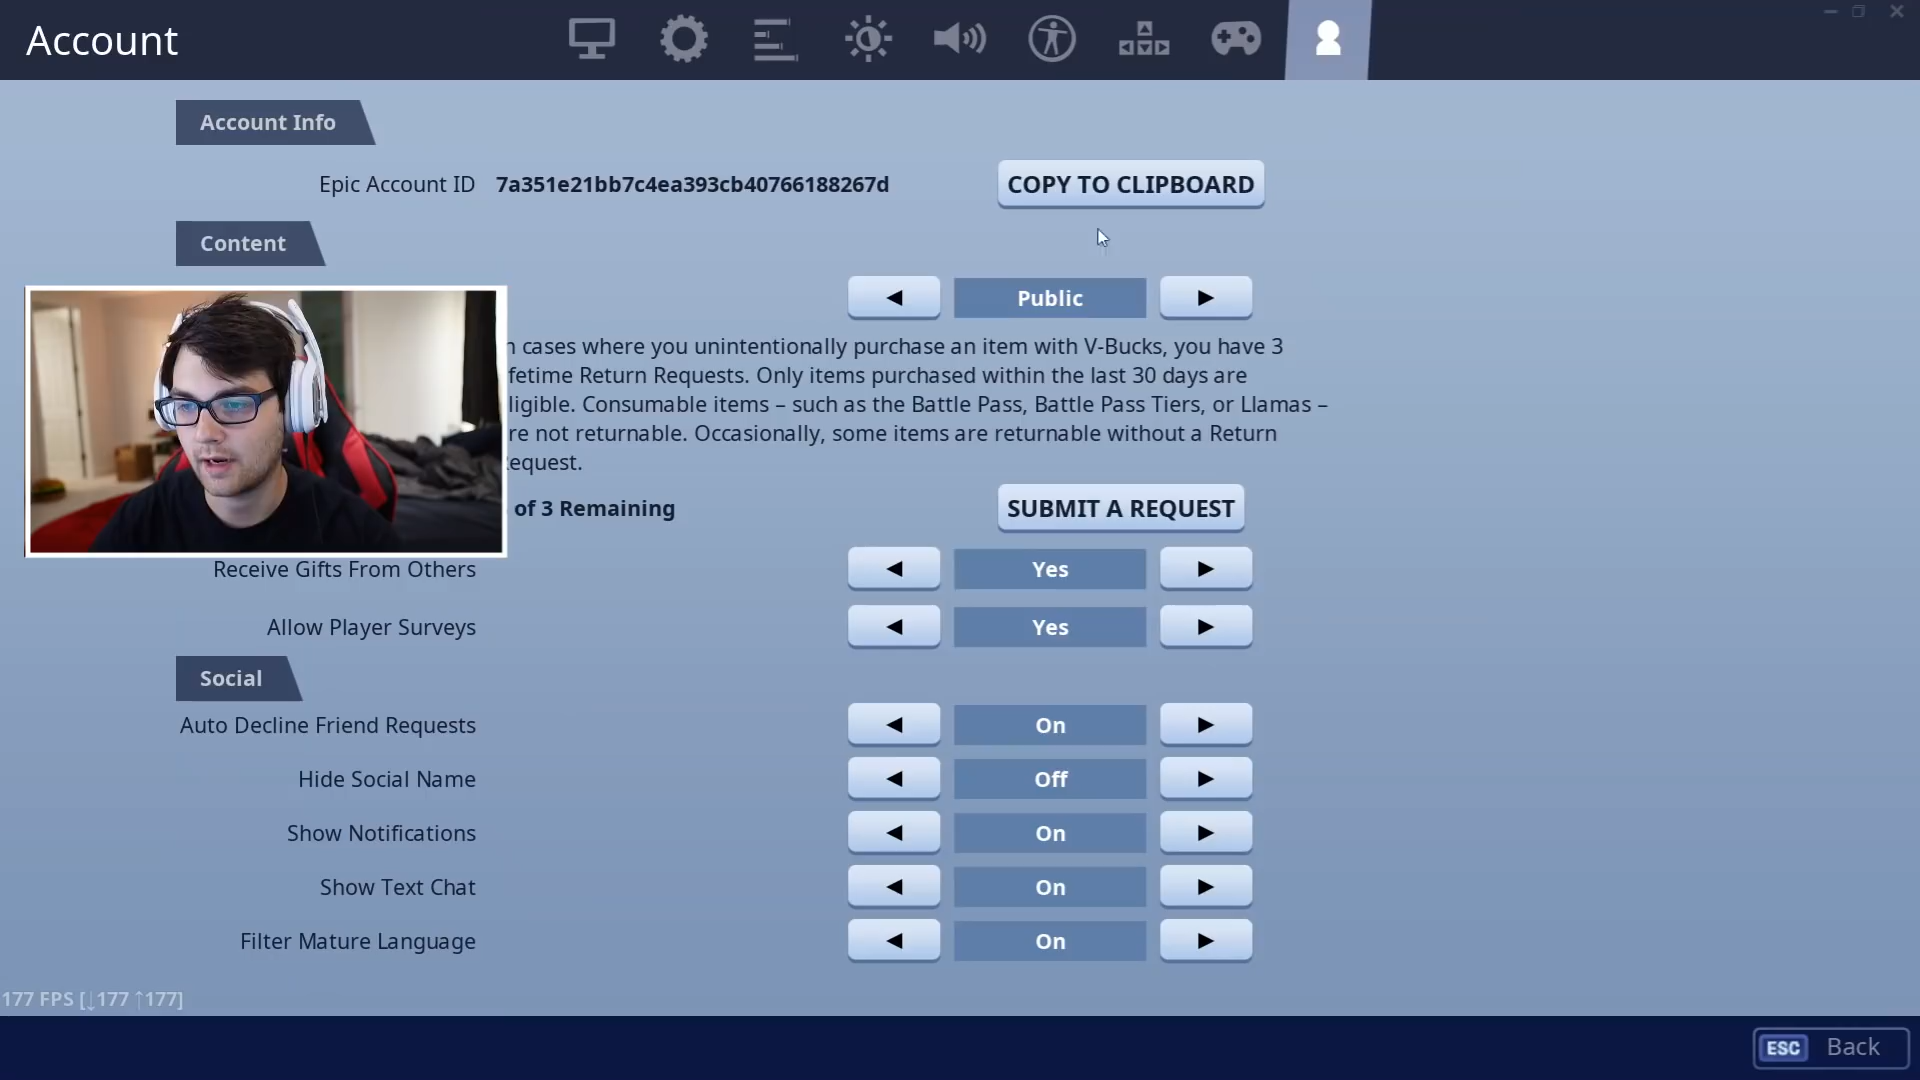 Account
Account Info
Epic Account ID 7a351e21bb7c4ea393cb40766188267d COPY TO CLIPBOARD
Content
Public
n cases where you unintentionally purchase an item with V-Bucks, you have 3
fetime Return Requests. Only items purchased within the last 30 days are
ligible. Consumable items – such as the Battle Pass, Battle Pass Tiers, or Llamas –
re not returnable. Occasionally, some items are returnable without a Return
equest.
of 3 Remaining SUBMIT A REQUEST
Receive Gifts From Others Yes
Allow Player Surveys Yes
Social
Auto Decline Friend Requests On
Hide Social Name Off
Show Notifications On
Show Text Chat On
Filter Mature Language On
177 FPS [↓177 ↑177]
ESC Back